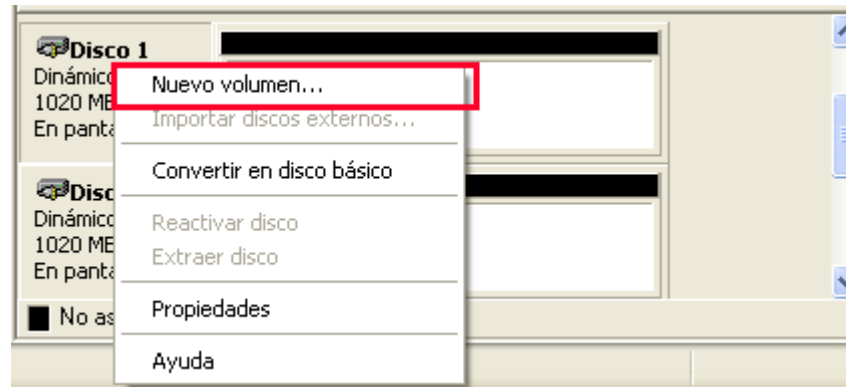 Disco 1
Dinámico
1020 MB
En panta
Nuevo volumen...
Importar discos externos...
Convertir en disco básico
Reactivar disco
Extraer disco
Propiedades
Ayuda
Disc
Dinámico
1020 MB
En panta
No as